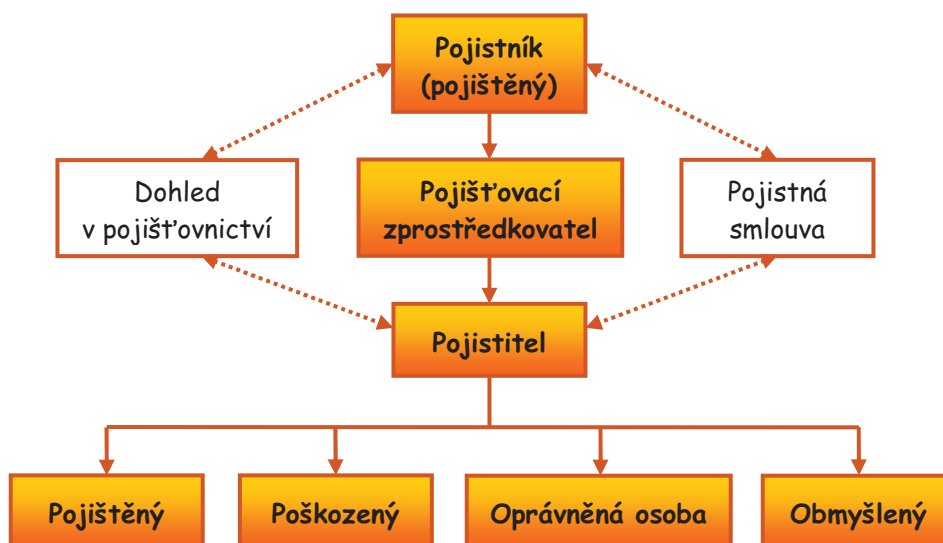 Pojistník
(pojištěný)
Dohled
v pojišťovnictví
Pojišťovací
zprostředkovatel
Pojistná
smlouva
Pojistitel
Pojištěný
Poškozený
Oprávněná osoba
Obmyšlený